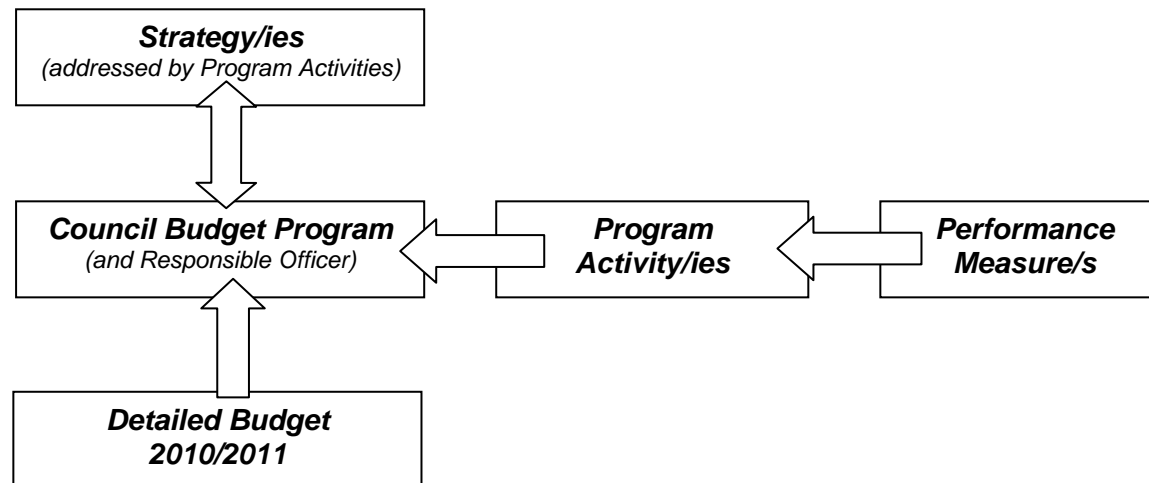 Strategy/ies
(addressed by Program Activities)
Council Budget Program
(and Responsible Officer)
Program
Activity/ies
Performance
Measure/s
Detailed Budget
2010/2011